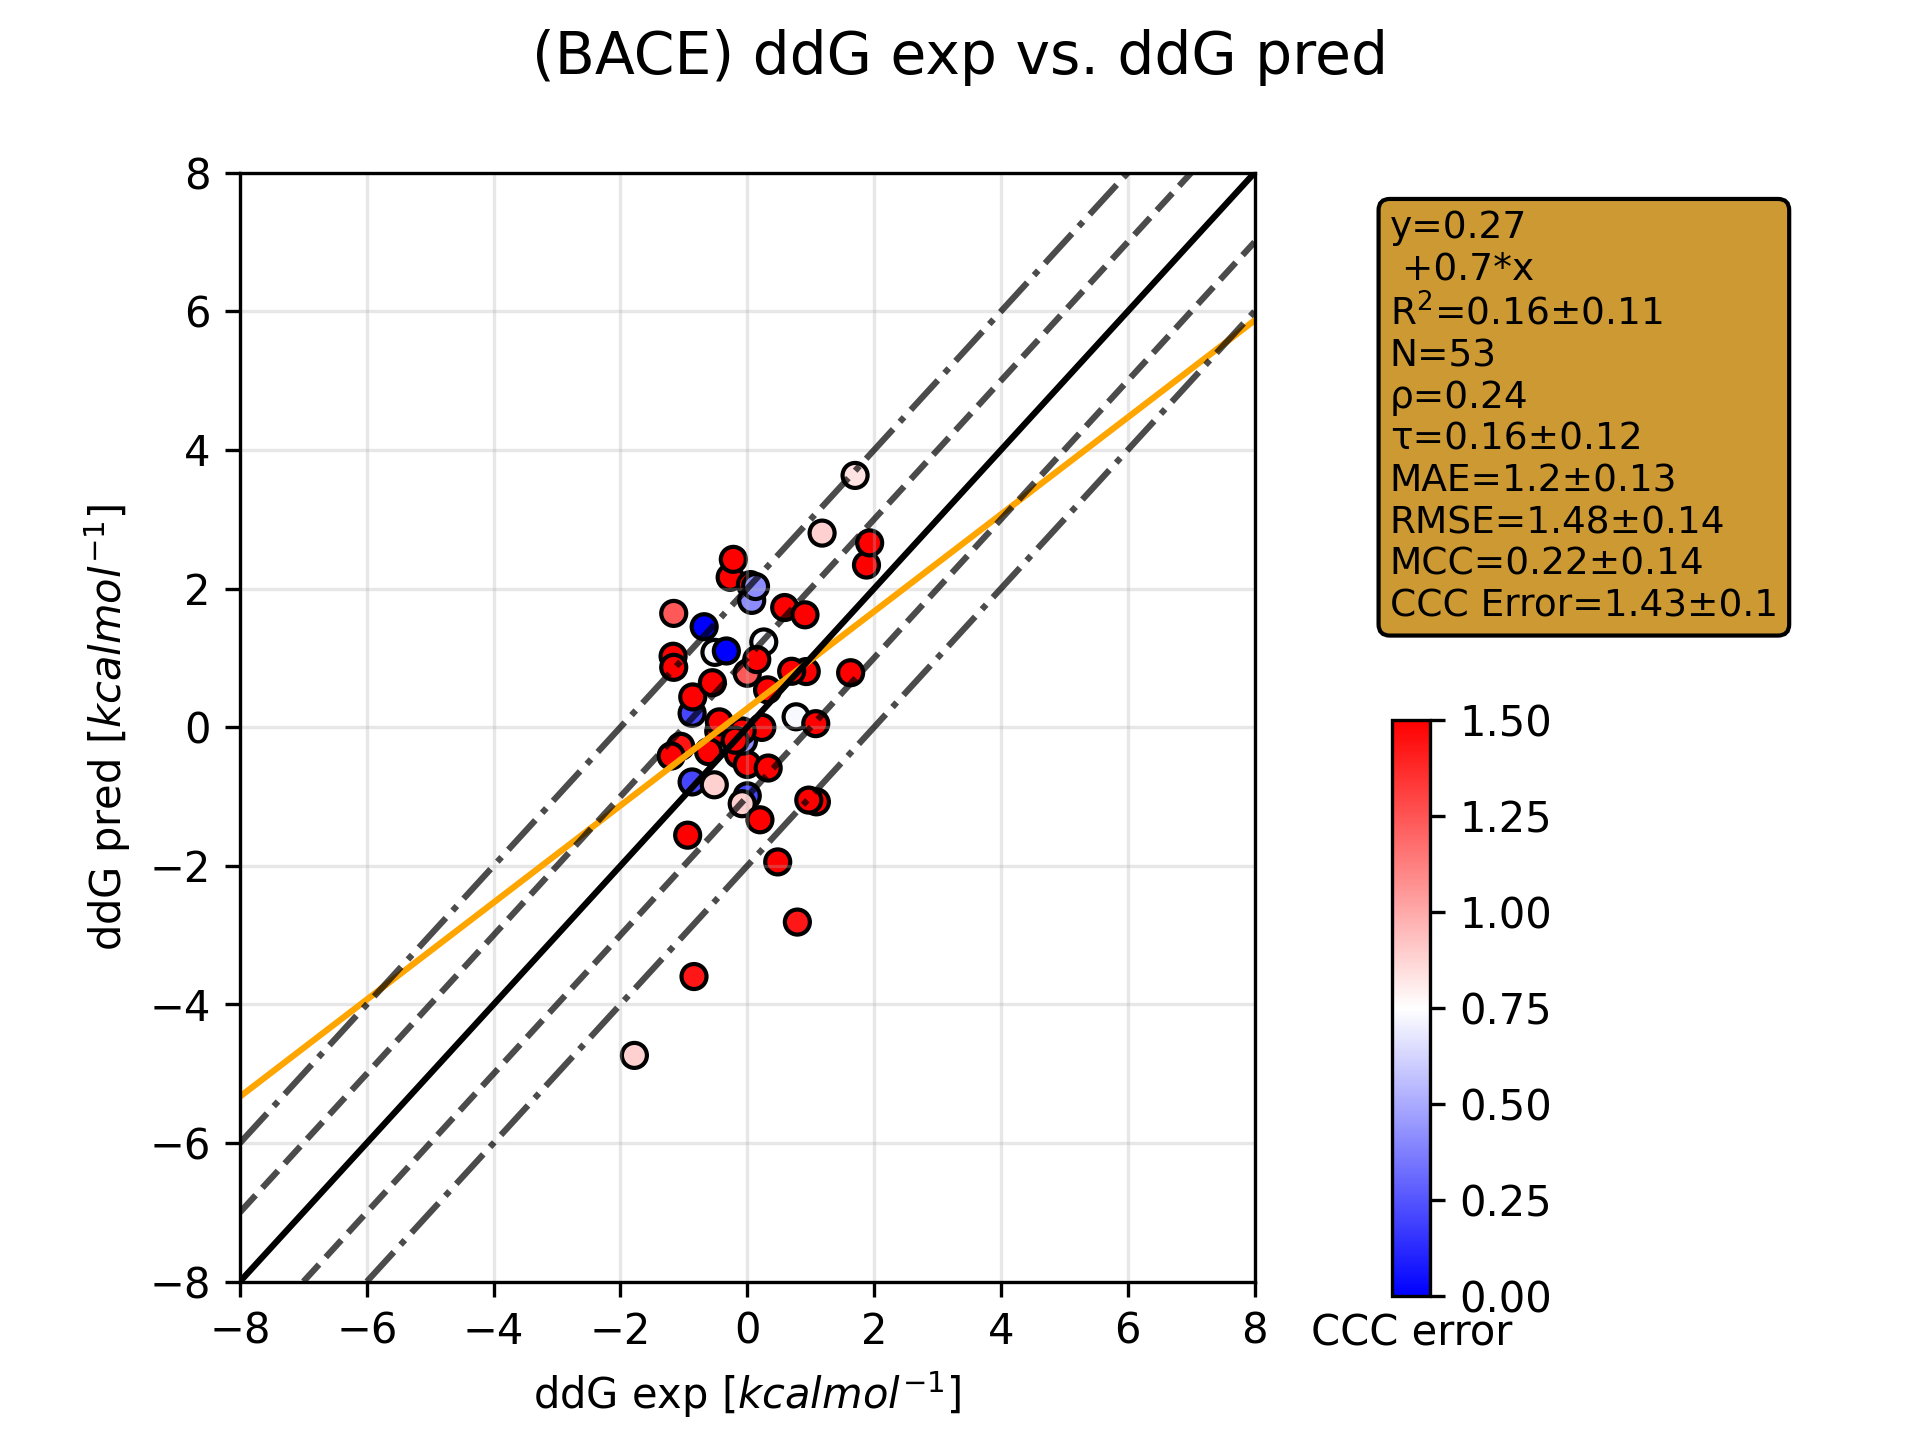 (BACE) ddG exp vs. ddG pred
8
6
4
2
0
−2
−4
−6
−8
ddG pred [kcalmol⁻¹]
−8 −6 −4 −2 0 2 4 6 8
ddG exp [kcalmol⁻¹]
y=0.27
+0.7*x
R²=0.16±0.11
N=53
ρ=0.24
τ=0.16±0.12
MAE=1.2±0.13
RMSE=1.48±0.14
MCC=0.22±0.14
CCC Error=1.43±0.1
1.50
1.25
1.00
0.75
0.50
0.25
0.00
CCC error